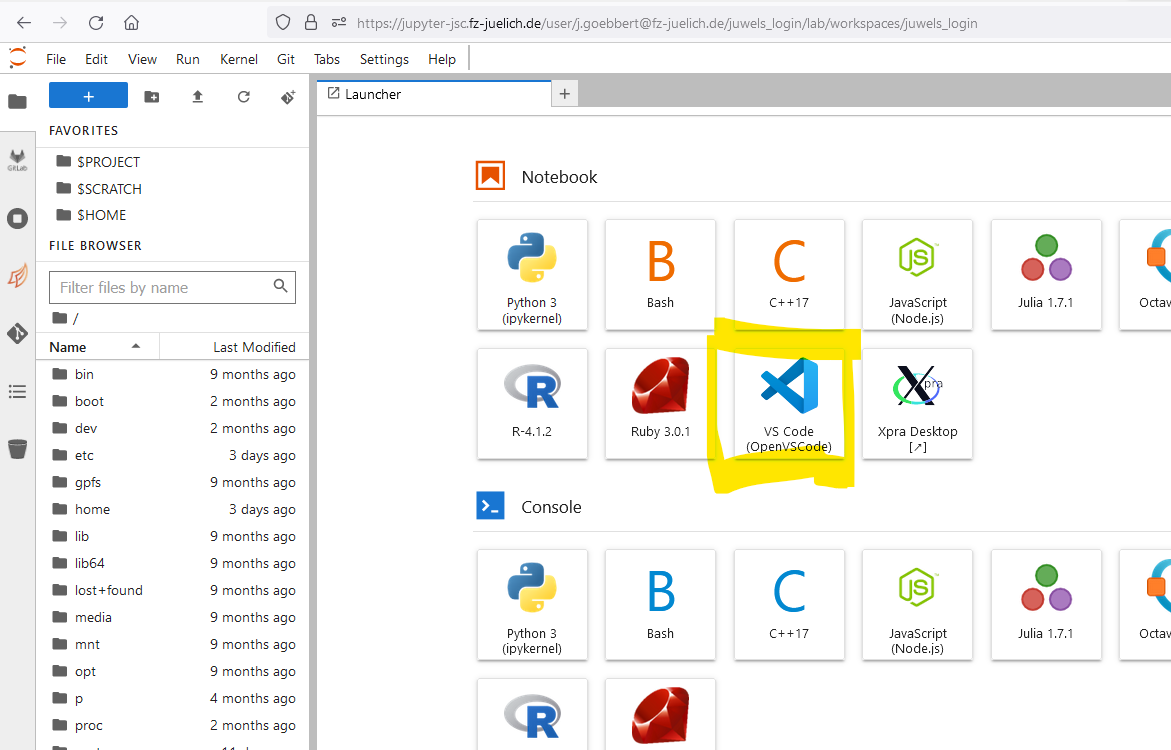 https://jupyter-jsc.fz-juelich.de/user/j.goebbert@fz-juelich.de/juwels_login/lab/workspaces/juwels_login
File Edit View Run Kernel Git Tabs Settings Help
+
Launcher
+
FAVORITES
$PROJECT
$SCRATCH
$HOME
FILE BROWSER
Filter files by name
/
Name Last Modified
bin 9 months ago
boot 2 months ago
dev 2 months ago
etc 3 days ago
gpfs 9 months ago
home 3 days ago
lib 9 months ago
lib64 9 months ago
lost+found 9 months ago
media 9 months ago
mnt 9 months ago
opt 9 months ago
p 4 months ago
proc 2 months ago
GitLab
Notebook
Python 3
(ipykernel)
B
Bash
C
C++17
JS
JavaScript
(Node.js)
Julia 1.7.1
Octav
R
R-4.1.2
Ruby 3.0.1
VS Code
(OpenVSCode)
Xpra
Xpra Desktop
[↗]
>_
Console
Python 3
(ipykernel)
B
Bash
C
C++17
JS
JavaScript
(Node.js)
Julia 1.7.1
Octav
R